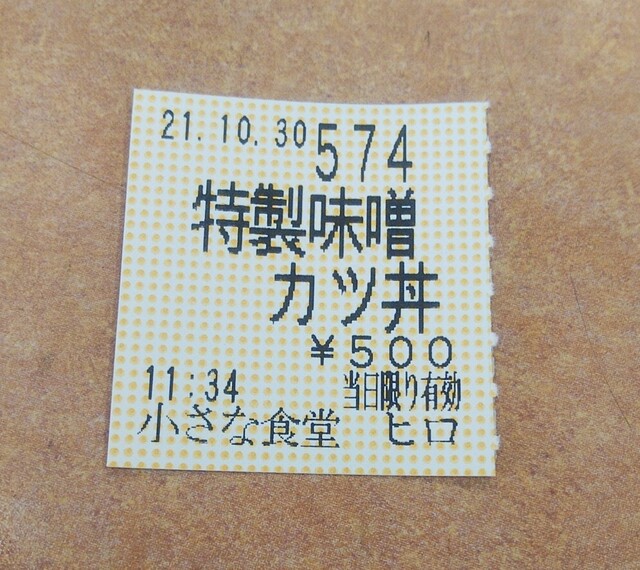 21.10.30 574
特製味噌
カツ丼
¥500
11:34 当日限り有効
小さな食堂 ヒロ